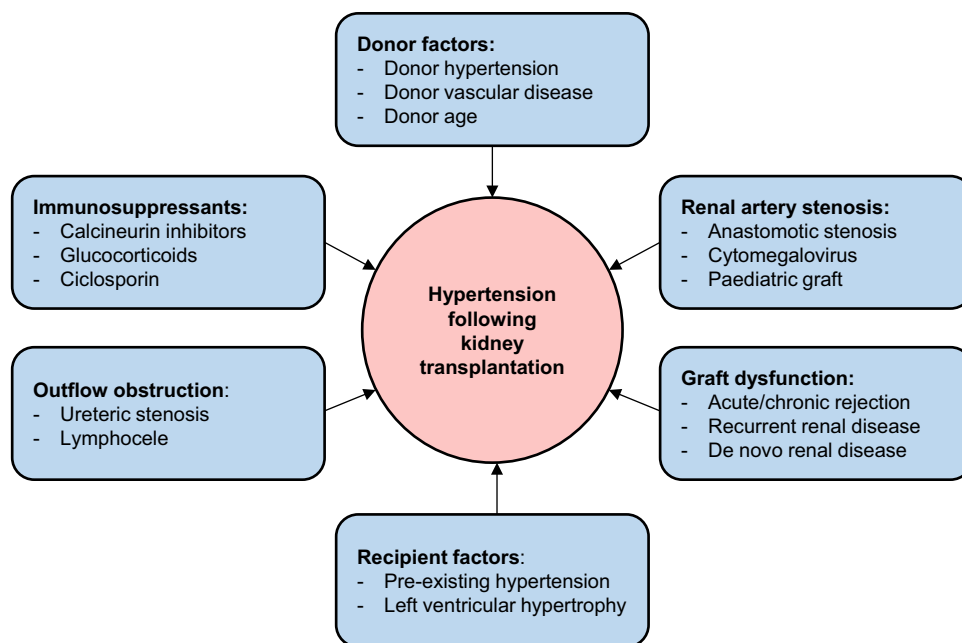 Donor factors:
- Donor hypertension
- Donor vascular disease
- Donor age
Immunosuppressants:
- Calcineurin inhibitors
- Glucocorticoids
- Ciclosporin
Renal artery stenosis:
- Anastomotic stenosis
- Cytomegalovirus
- Paediatric graft
Hypertension
following
kidney
transplantation
Outflow obstruction:
- Ureteric stenosis
- Lymphocele
Graft dysfunction:
- Acute/chronic rejection
- Recurrent renal disease
- De novo renal disease
Recipient factors:
- Pre-existing hypertension
- Left ventricular hypertrophy